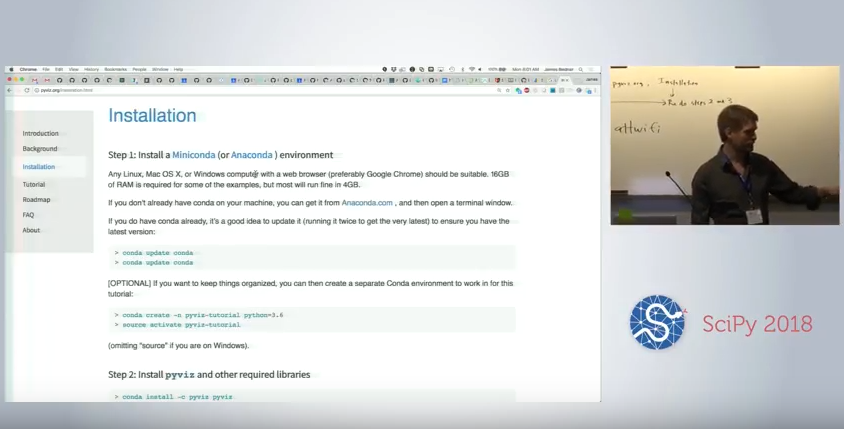 Chrome File Edit View History Bookmarks People Window Help
pyviz.org/installation.html
Introduction
Background
Installation
Tutorial
Roadmap
FAQ
About
Installation
Step 1: Install a Miniconda (or Anaconda ) environment
Any Linux, Mac OS X, or Windows computer with a web browser (preferably Google Chrome) should be suitable. 16GB
of RAM is required for some of the examples, but most will run fine in 4GB.
If you don't already have conda on your machine, you can get it from Anaconda.com , and then open a terminal window.
If you do have conda already, it's a good idea to update it (running it twice to get the very latest) to ensure you have the
latest version:
> conda update conda
> conda update conda
[OPTIONAL] If you want to keep things organized, you can then create a separate Conda environment to work in for this
tutorial:
> conda create -n pyviz-tutorial python=3.6
> source activate pyviz-tutorial
(omitting "source" if you are on Windows).
Step 2: Install pyviz and other required libraries
> conda install -c pyviz pyviz
pyviz.org, Installation
Redo steps 2 and 3
attwifi
SciPy 2018